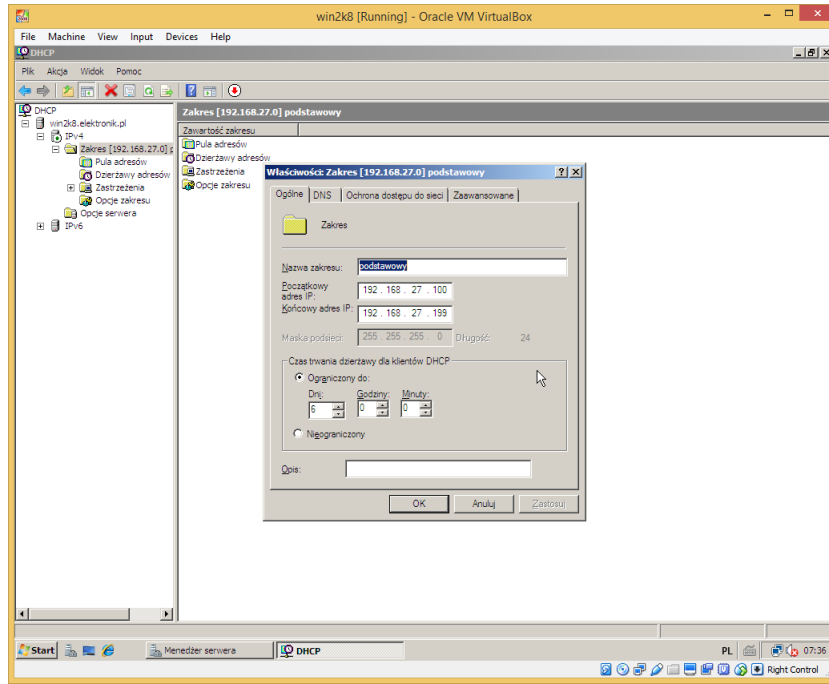 win2k8 [Running] - Oracle VM VirtualBox
File Machine View Input Devices Help
DHCP
Plik Akcja Widok Pomoc
DHCP
win2k8.elektronik.pl
IPv4
Zakres [192.168.27.0] p
Pula adresów
Dzierżawy adresów
Zastrzeżenia
Opcje zakresu
Opcje serwera
IPv6
Zakres [192.168.27.0] podstawowy
Zawartość zakresu
Pula adresów
Dzierżawy adresów
Zastrzeżenia
Opcje zakresu
Właściwości: Zakres [192.168.27.0] podstawowy
Ogólne DNS Ochrona dostępu do sieci Zaawansowane
Zakres
Nazwa zakresu: podstawowy
Początkowy
adres IP: 192 . 168 . 27 . 100
Końcowy adres IP: 192 . 168 . 27 . 199
Maska podsieci: 255 . 255 . 255 . 0 Długość: 24
Czas trwania dzierżawy dla klientów DHCP
Ograniczony do:
Dni: Godziny: Minuty:
6 0 0
Nieograniczony
Opis:
OK Anuluj Zastosuj
Start Menedżer serwera DHCP PL 07:36
Right Control